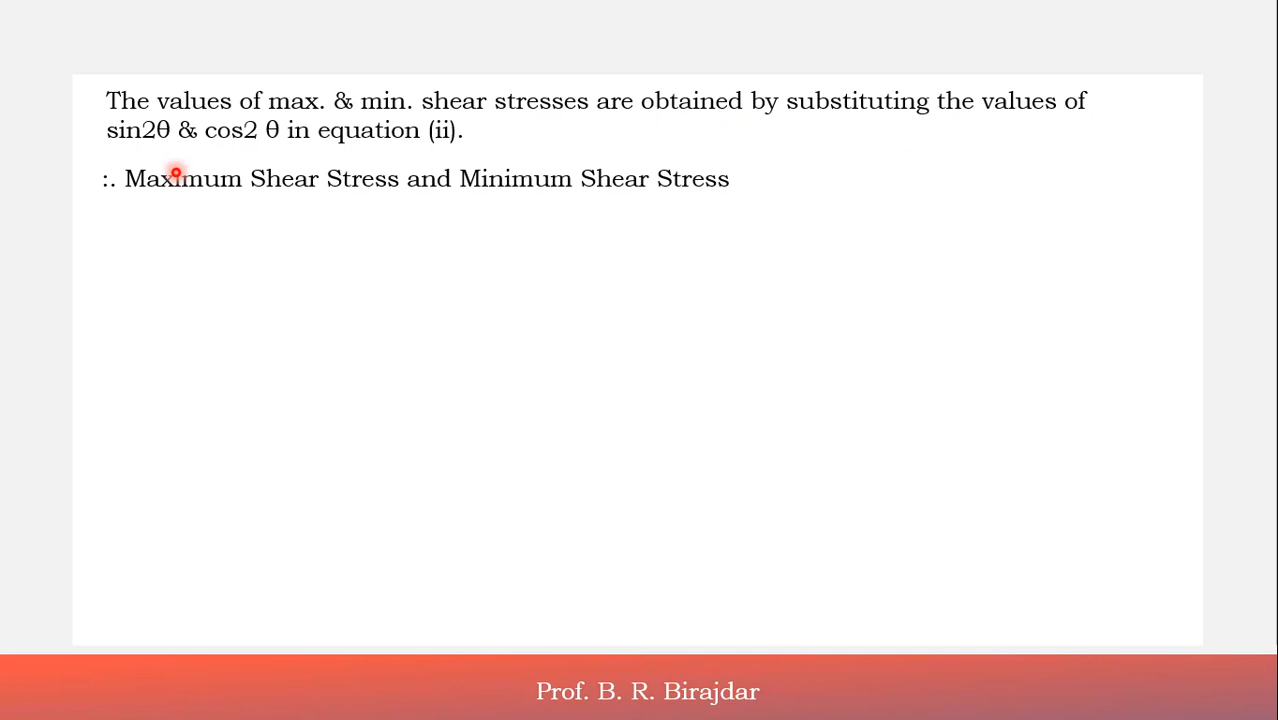 The values of max. & min. shear stresses are obtained by substituting the values of
sin2θ & cos2 θ in equation (ii).
:. Maximum Shear Stress and Minimum Shear Stress
Prof. B. R. Birajdar